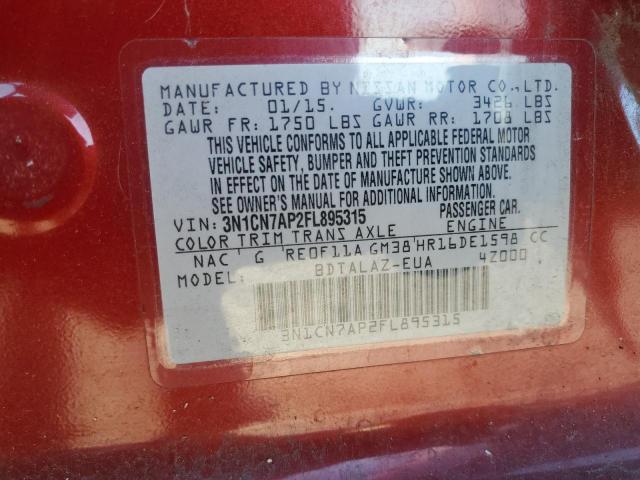 MANUFACTURED BY NISSAN MOTOR CO., LTD.
DATE: 01/15. GVWR: 3426 LBS
GAWR FR: 1750 LBS GAWR RR: 1708 LBS
THIS VEHICLE CONFORMS TO ALL APPLICABLE FEDERAL MOTOR
VEHICLE SAFETY, BUMPER AND THEFT PREVENTION STANDARDS
IN EFFECT ON THE DATE OF MANUFACTURE SHOWN ABOVE.
SEE OWNER'S MANUAL FOR ADDITIONAL INFORMATION.
VIN: 3N1CN7AP2FL895315 PASSENGER CAR.
COLOR TRIM TRANS AXLE ENGINE
NAC G RE0F11A GM38 HR16DE1598 CC
BDTALAZ-EUA 4Z000
3N1CN7AP2FL895315